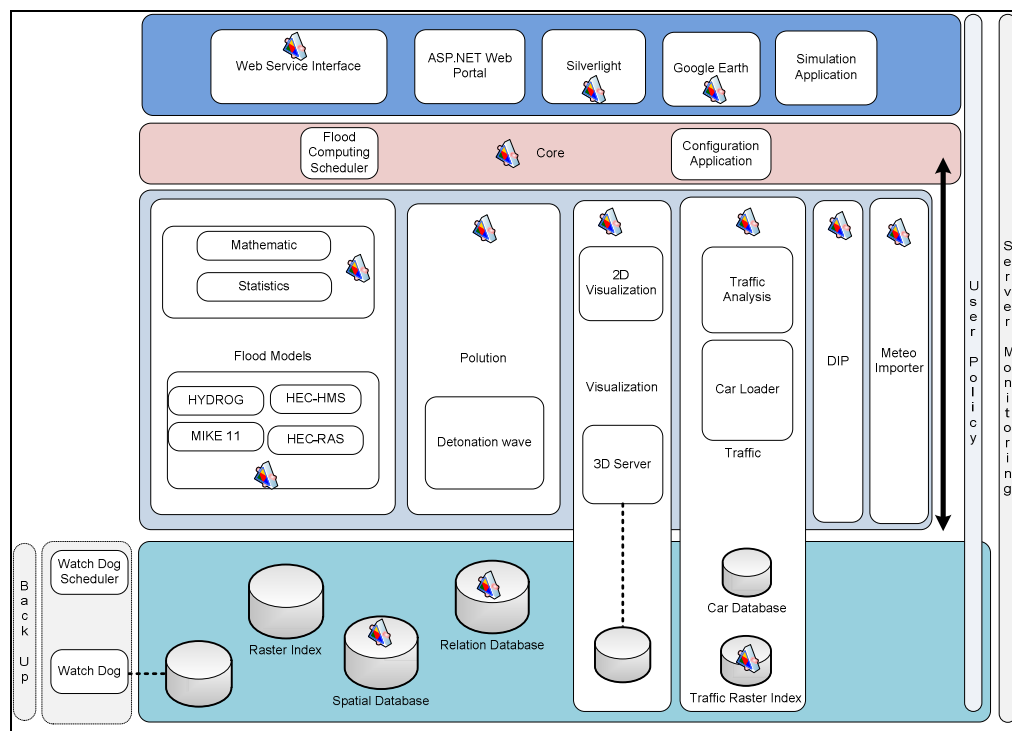 Web Service Interface
ASP.NET Web
Portal
Silverlight
Google Earth
Simulation
Application
Flood
Computing
Scheduler
Core
Configuration
Application
Mathematic
Statistics
Flood Models
HYDROG
HEC-HMS
MIKE 11
HEC-RAS
Polution
Detonation wave
2D
Visualization
Visualization
3D Server
Traffic
Analysis
Car Loader
Traffic
DIP
Meteo
Importer
User Policy
Server Monitoring
Back Up
Watch Dog
Scheduler
Watch Dog
Raster Index
Spatial Database
Relation Database
Car Database
Traffic Raster Index